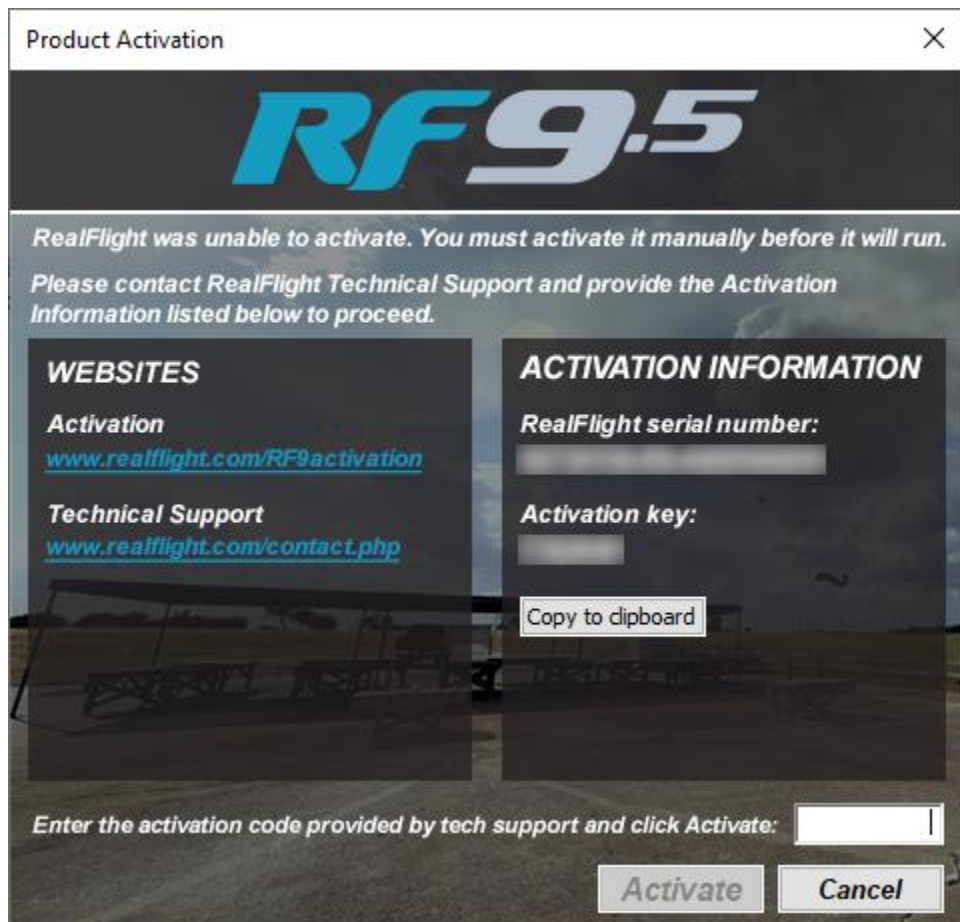 Product Activation
RF9.5
RealFlight was unable to activate. You must activate it manually before it will run.
Please contact RealFlight Technical Support and provide the Activation
Information listed below to proceed.
WEBSITES
Activation
www.realflight.com/RF9activation
Technical Support
www.realflight.com/contact.php
ACTIVATION INFORMATION
RealFlight serial number:
Activation key:
Copy to clipboard
Enter the activation code provided by tech support and click Activate:
Activate
Cancel